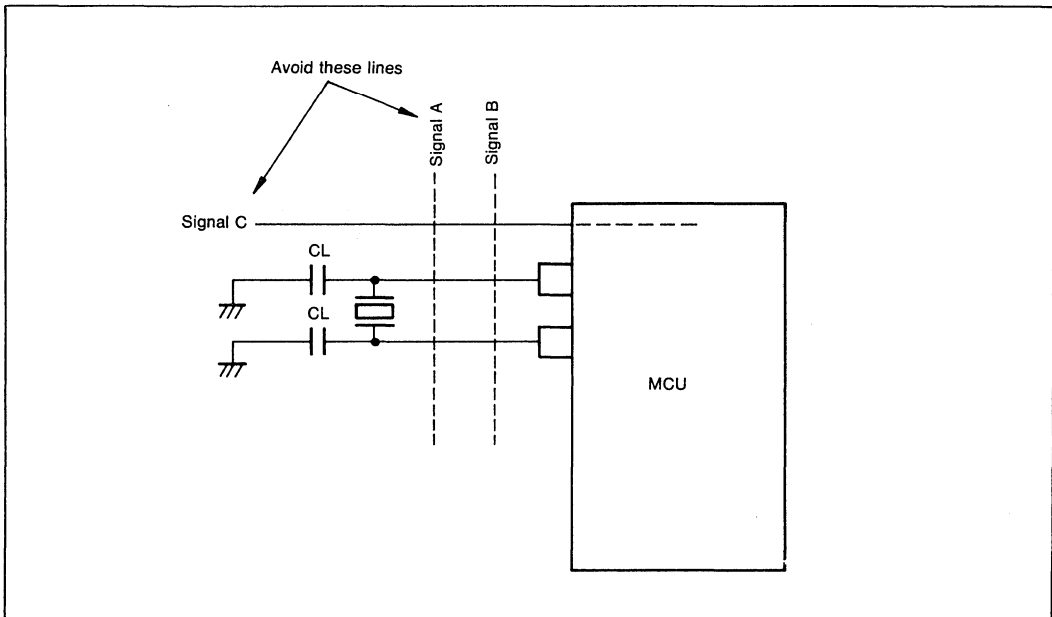 Avoid these lines
Signal A
Signal B
Signal C
CL
CL
MCU